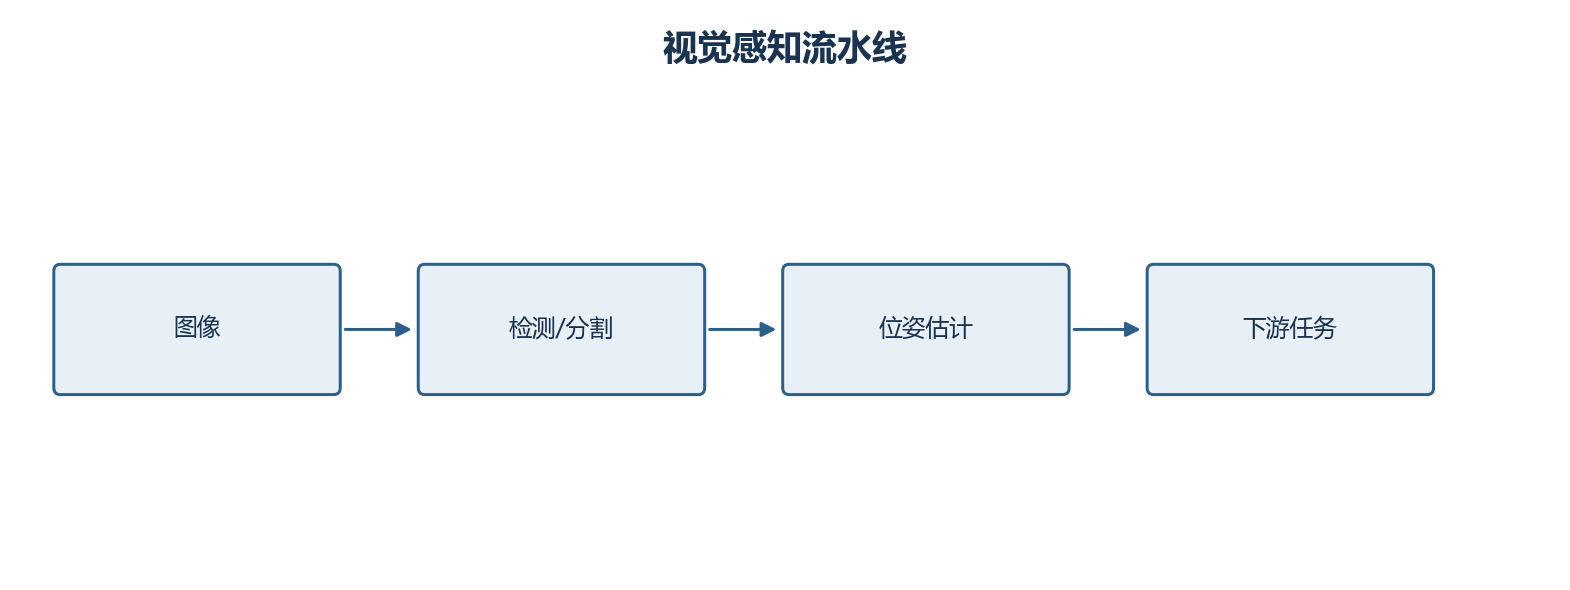 视觉感知流水线
图像
检测/分割
位姿估计
下游任务